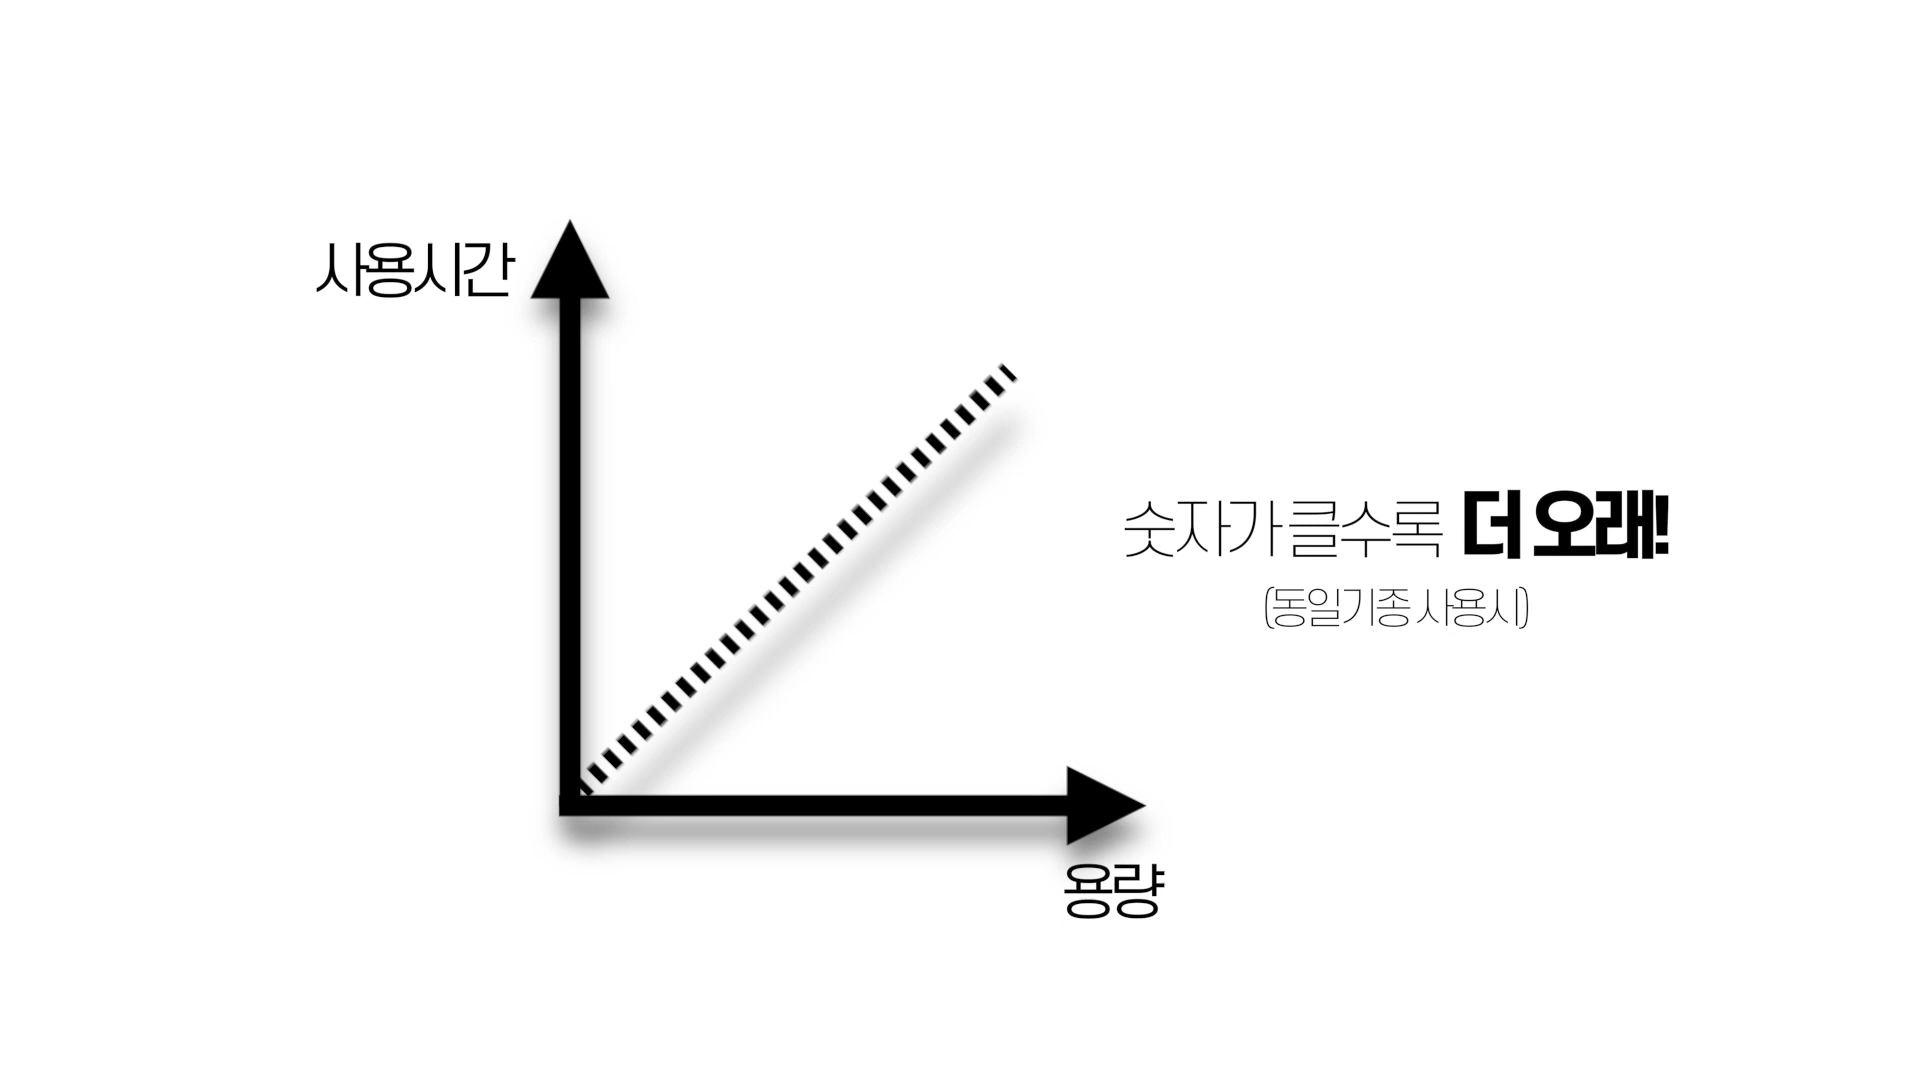 사용시간
숫자가 클수록 더 오래!
(동일기종 사용시)
용량